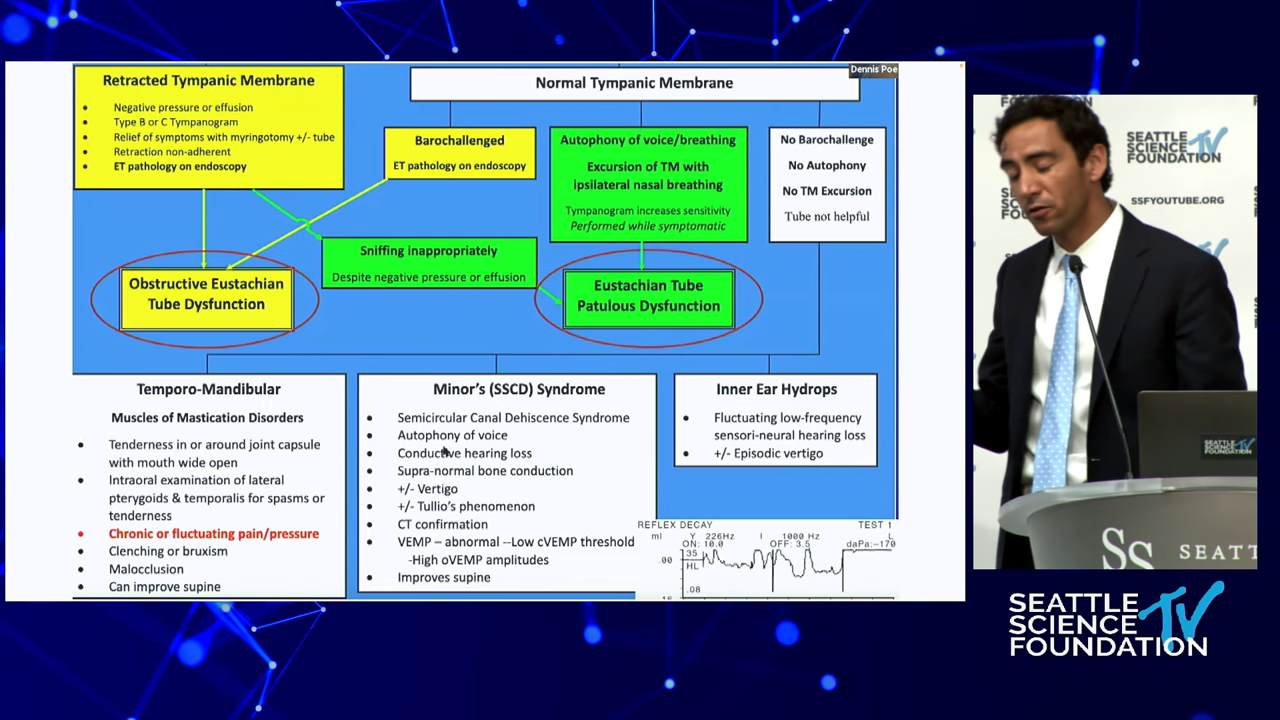 Dennis Poe
Retracted Tympanic Membrane
Negative pressure or effusion
Type B or C Tympanogram
Relief of symptoms with myringotomy +/- tube
Retraction non-adherent
ET pathology on endoscopy
Normal Tympanic Membrane
Barochallenged
ET pathology on endoscopy
Autophony of voice/breathing
Excursion of TM with
ipsilateral nasal breathing
Tympanogram increases sensitivity
Performed while symptomatic
No Barochallenge
No Autophony
No TM Excursion
Tube not helpful
Sniffing inappropriately
Despite negative pressure or effusion
Obstructive Eustachian
Tube Dysfunction
Eustachian Tube
Patulous Dysfunction
Temporo-Mandibular
Muscles of Mastication Disorders
Tenderness in or around joint capsule
with mouth wide open
Intraoral examination of lateral
pterygoids & temporalis for spasms or
tenderness
Chronic or fluctuating pain/pressure
Clenching or bruxism
Malocclusion
Can improve supine
Minor's (SSCD) Syndrome
Semicircular Canal Dehiscence Syndrome
Autophony of voice
Conductive hearing loss
Supra-normal bone conduction
+/- Vertigo
+/- Tullio's phenomenon
CT confirmation
VEMP – abnormal --Low cVEMP threshold
-High oVEMP amplitudes
Improves supine
Inner Ear Hydrops
Fluctuating low-frequency
sensori-neural hearing loss
+/- Episodic vertigo
REFLEX DECAY TEST 1
ml Y 226Hz I 1000 Hz L
ON: 10.0 OFF: 3.5 daPa:-170
.00 35
HL
.08
SEATTLE
SCIENCE
FOUNDATION
TV
SSFYOUTUBE.ORG
SS SEATT
SEATTLE
SCIENCE TV
FOUNDATION